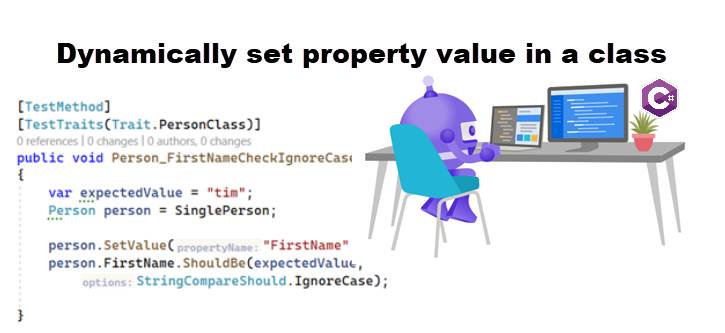 Dynamically set property value in a class
C#
[TestMethod]
[TestTraits(Trait.PersonClass)]
0 references | 0 changes | 0 authors, 0 changes
public void Person_FirstNameCheckIgnoreCase
{
var expectedValue = "tim";
Person person = SinglePerson;
person.SetValue(propertyName: "FirstName"
person.FirstName.ShouldBe(expectedValue,
options: StringCompareShould.IgnoreCase);
}